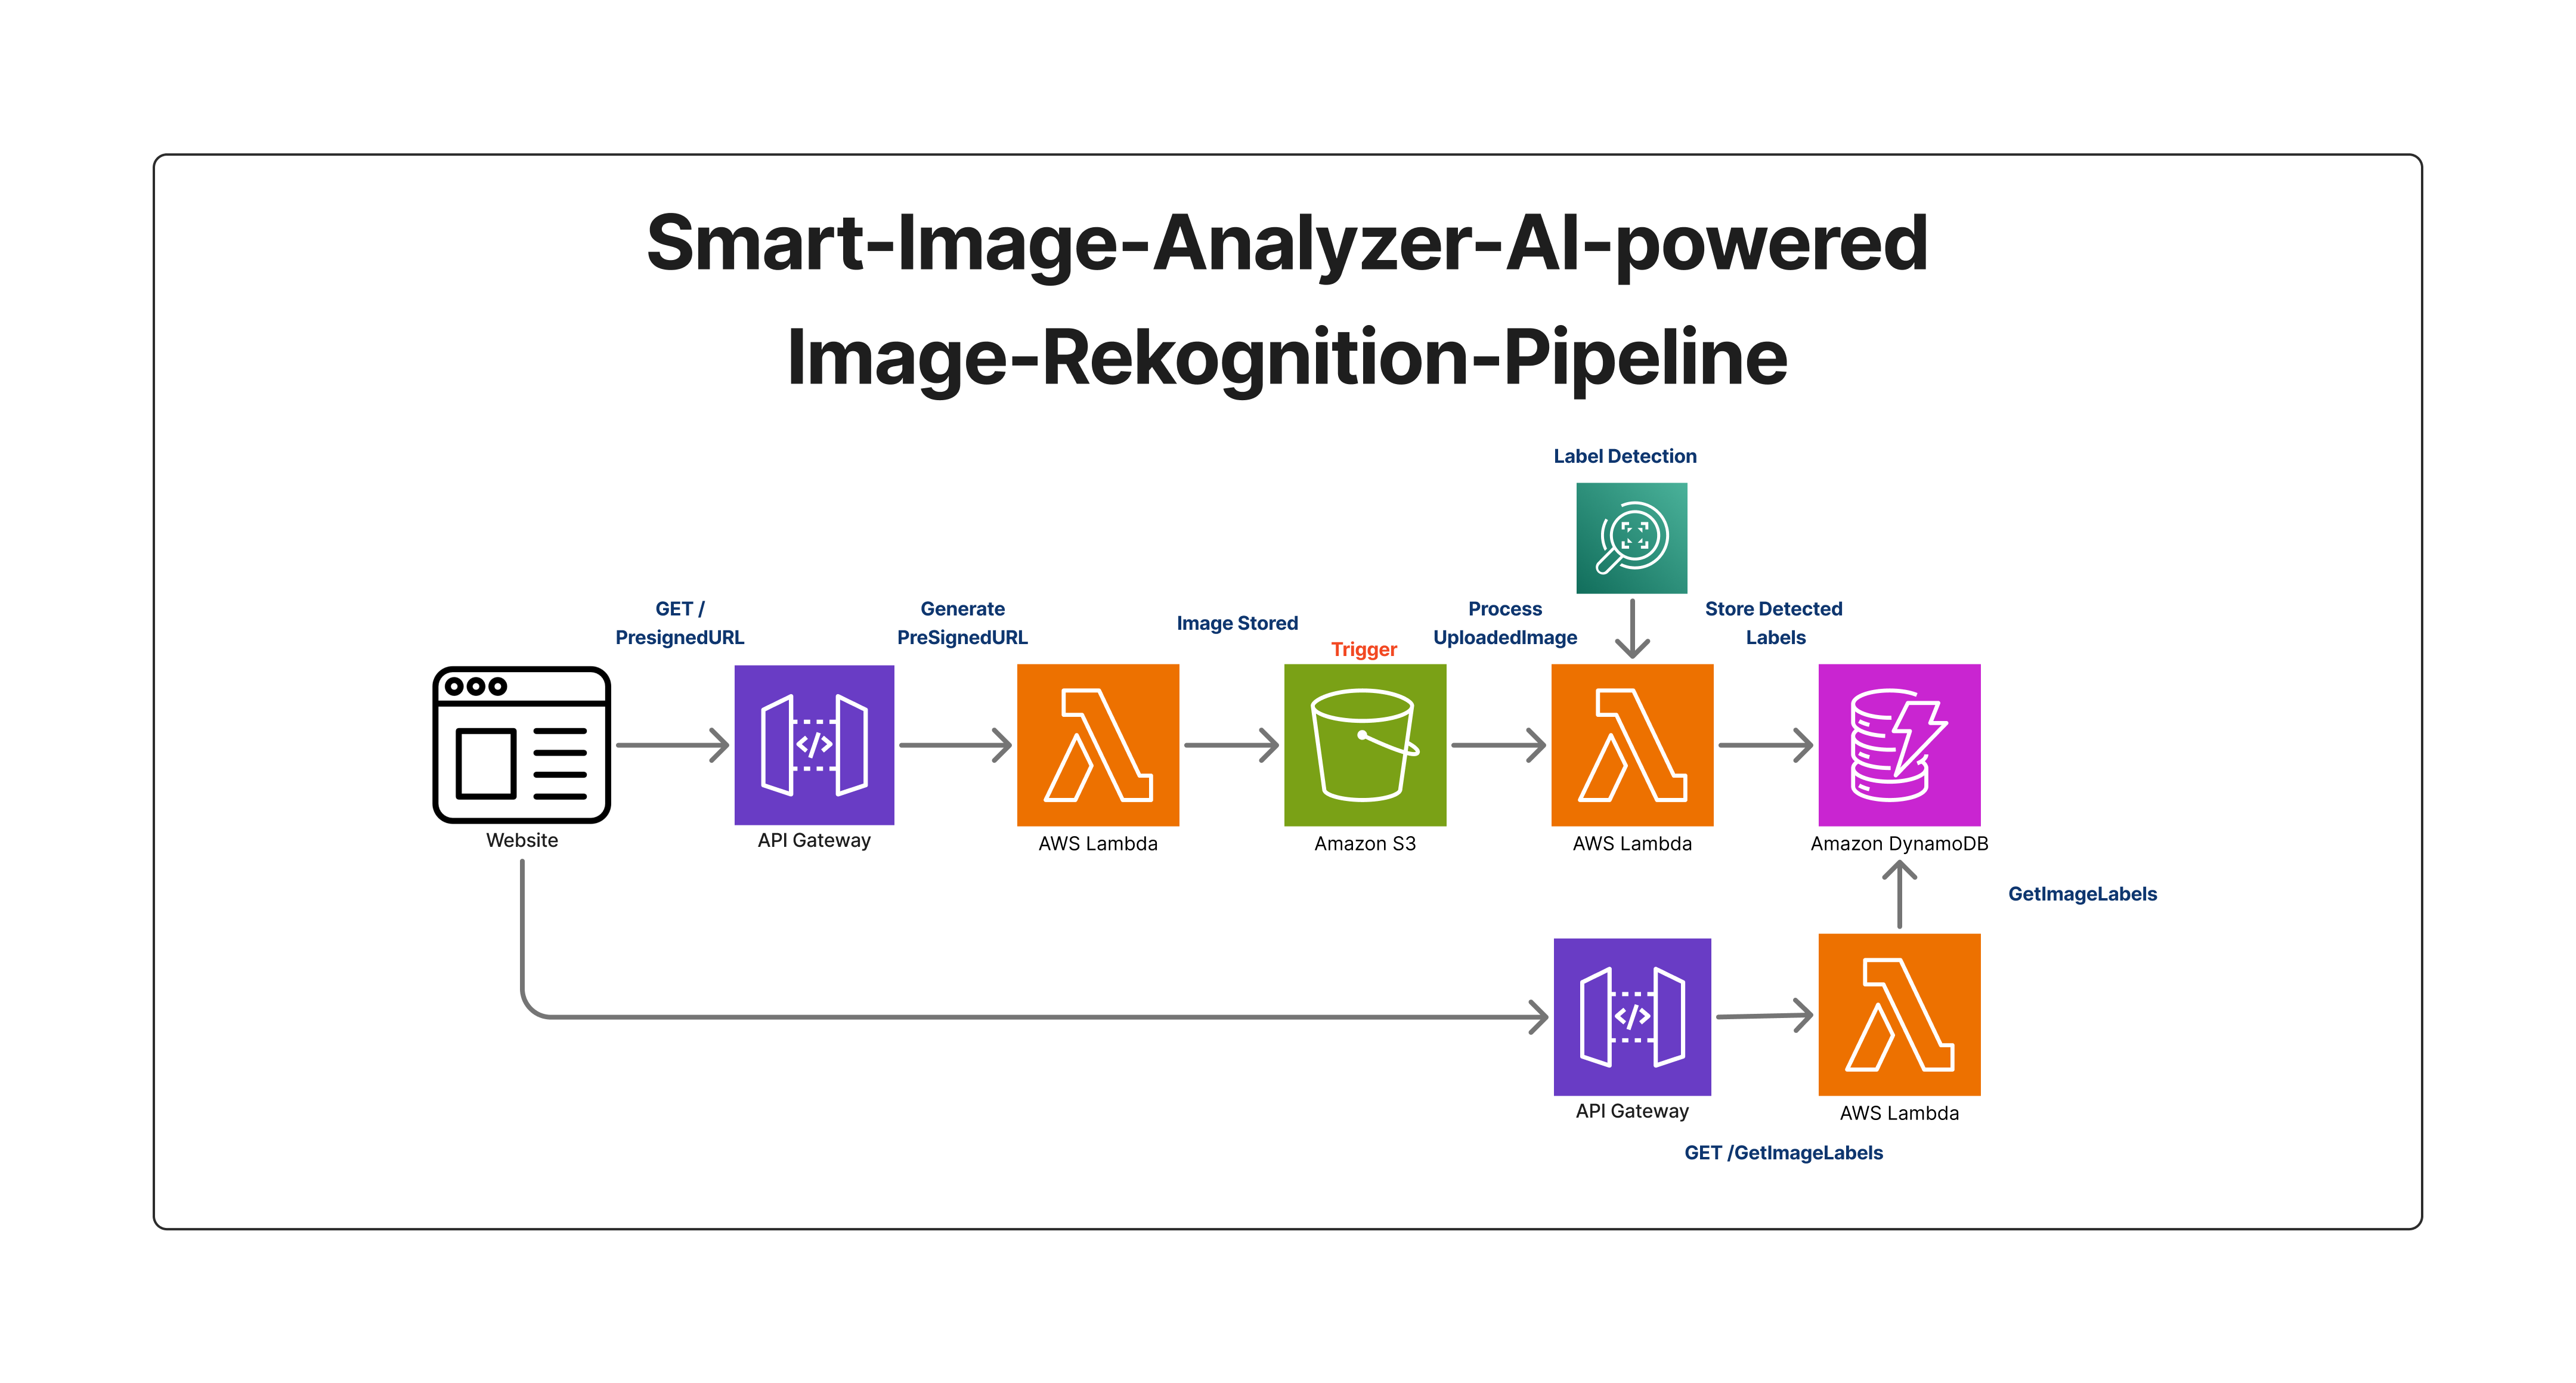 Smart-Image-Analyzer-AI-powered
Image-Rekognition-Pipeline
Label Detection
GET /
PresignedURL
Generate
PreSignedURL
Image Stored
Trigger
Process
UploadedImage
Store Detected
Labels
Website
API Gateway
AWS Lambda
Amazon S3
AWS Lambda
Amazon DynamoDB
GetImageLabels
API Gateway
AWS Lambda
GET /GetImageLabels